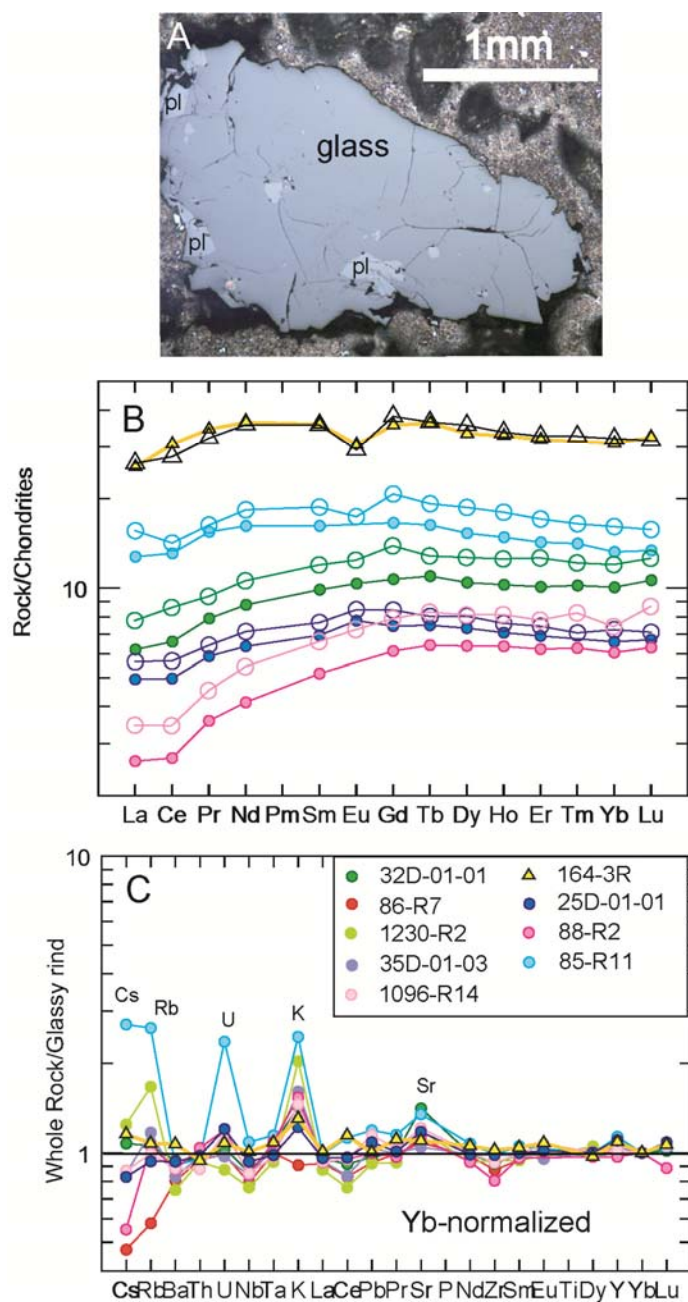 A
1mm
pl
glass
pl
pl
B
Rock/Chondrites
10
La Ce Pr Nd Pm Sm Eu Gd Tb Dy Ho Er Tm Yb Lu
10
C
32D-01-01
164-3R
86-R7
25D-01-01
1230-R2
88-R2
35D-01-03
85-R11
1096-R14
Cs
Rb
U
K
Sr
Whole Rock/Glassy rind
1
Yb-normalized
Cs Rb Ba Th U Nb Ta K La Ce Pb Pr Sr P Nd Zr Sm Eu Ti Dy Y Yb Lu